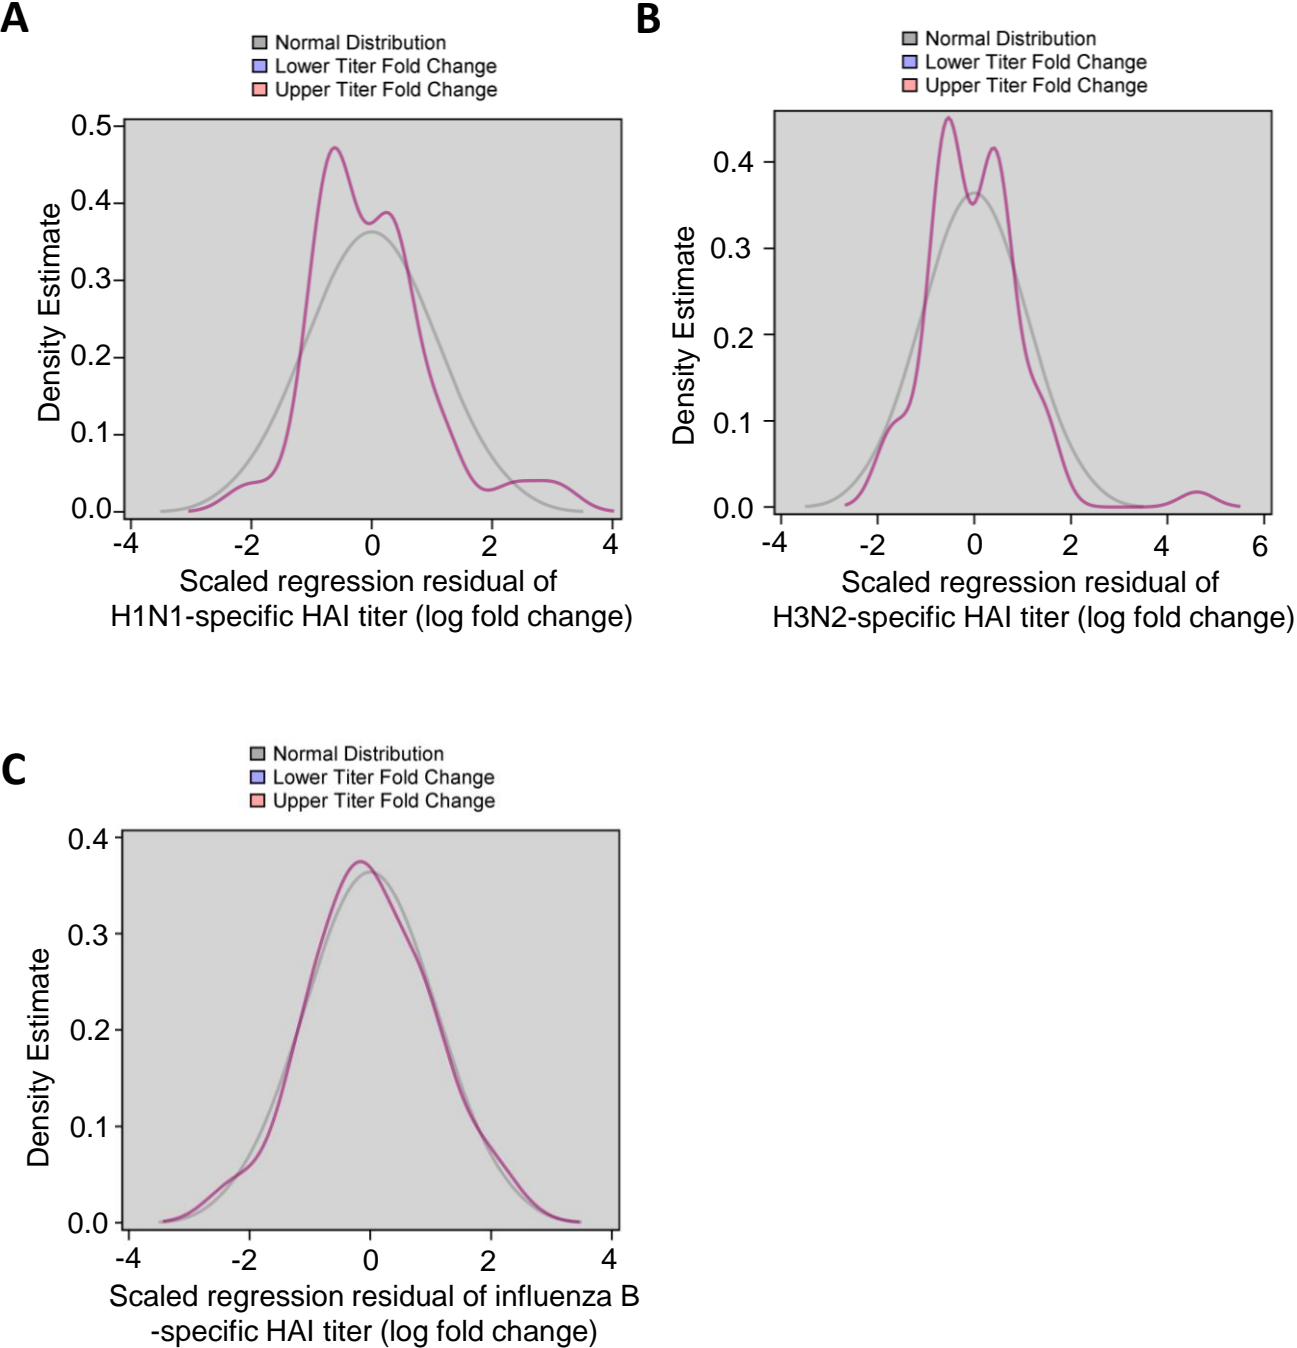 A
Normal Distribution
Lower Titer Fold Change
Upper Titer Fold Change
0.5
0.4
0.3
0.2
0.1
0.0
Density Estimate
-4 -2 0 2 4
Scaled regression residual of
H1N1-specific HAI titer (log fold change)
B
Normal Distribution
Lower Titer Fold Change
Upper Titer Fold Change
0.4
0.3
0.2
0.1
0.0
Density Estimate
-4 -2 0 2 4 6
Scaled regression residual of
H3N2-specific HAI titer (log fold change)
C
Normal Distribution
Lower Titer Fold Change
Upper Titer Fold Change
0.4
0.3
0.2
0.1
0.0
Density Estimate
-4 -2 0 2 4
Scaled regression residual of influenza B
-specific HAI titer (log fold change)